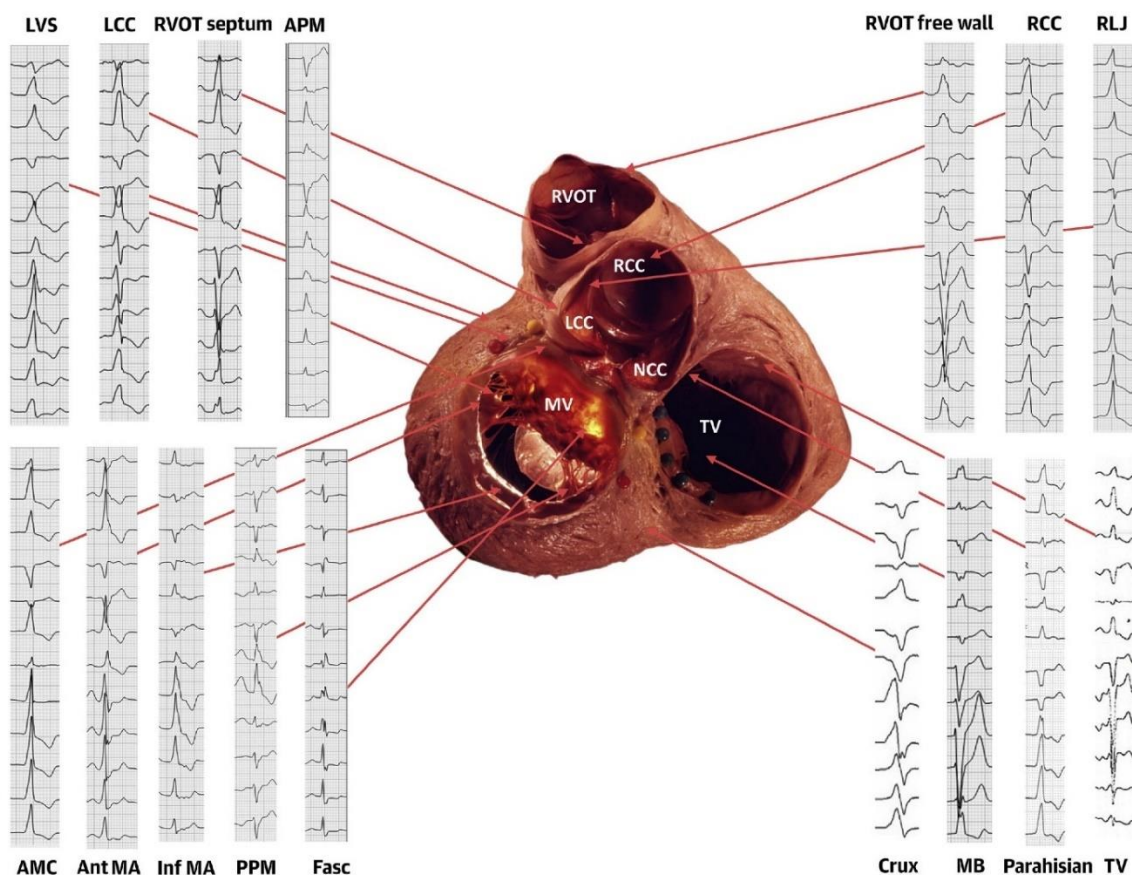 LVS LCC RVOT septum APM RVOT free wall RCC RLJ
RVOT
RCC
LCC
NCC
MV
TV
AMC Ant MA Inf MA PPM Fasc Crux MB Parahisian TV